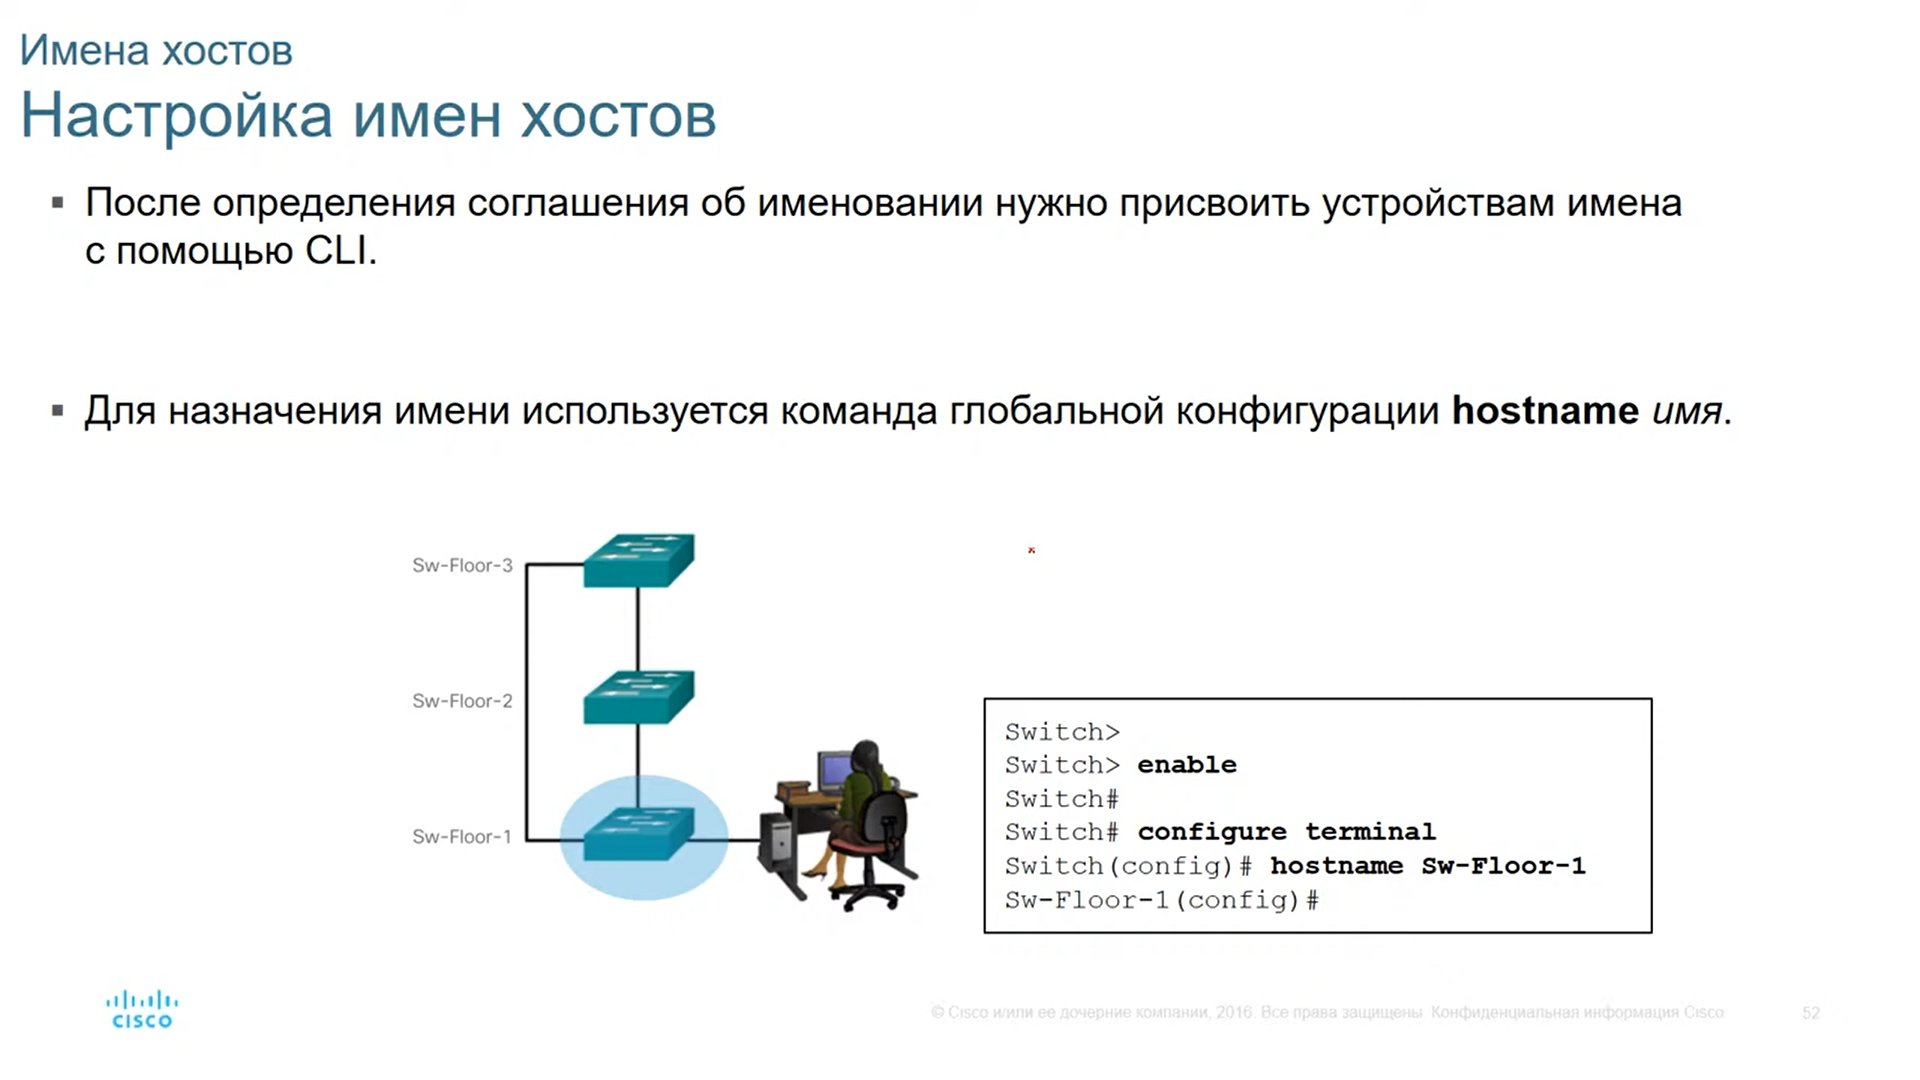 Имена хостов
Настройка имен хостов
▪ После определения соглашения об именовании нужно присвоить устройствам имена
с помощью CLI.
▪ Для назначения имени используется команда глобальной конфигурации hostname имя.
Sw-Floor-3
Sw-Floor-2
Sw-Floor-1
Switch>
Switch> enable
Switch#
Switch# configure terminal
Switch(config)# hostname Sw-Floor-1
Sw-Floor-1(config)#
CISCO
© Cisco и/или ее дочерние компании, 2016. Все права защищены. Конфиденциальная информация Cisco
52